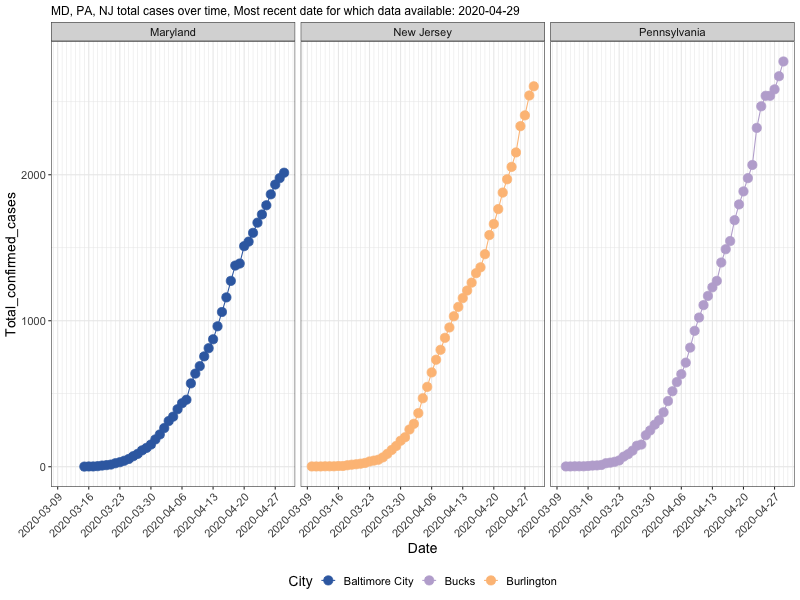 MD, PA, NJ total cases over time, Most recent date for which data available: 2020-04-29
Maryland New Jersey Pennsylvania
Total_confirmed_cases
2000
1000
0
2020-03-09 2020-03-16 2020-03-23 2020-03-30 2020-04-06 2020-04-13 2020-04-20 2020-04-27 2020-03-09 2020-03-16 2020-03-23 2020-03-30 2020-04-06 2020-04-13 2020-04-20 2020-04-27 2020-03-09 2020-03-16 2020-03-23 2020-03-30 2020-04-06 2020-04-13 2020-04-20 2020-04-27
Date
City Baltimore City Bucks Burlington